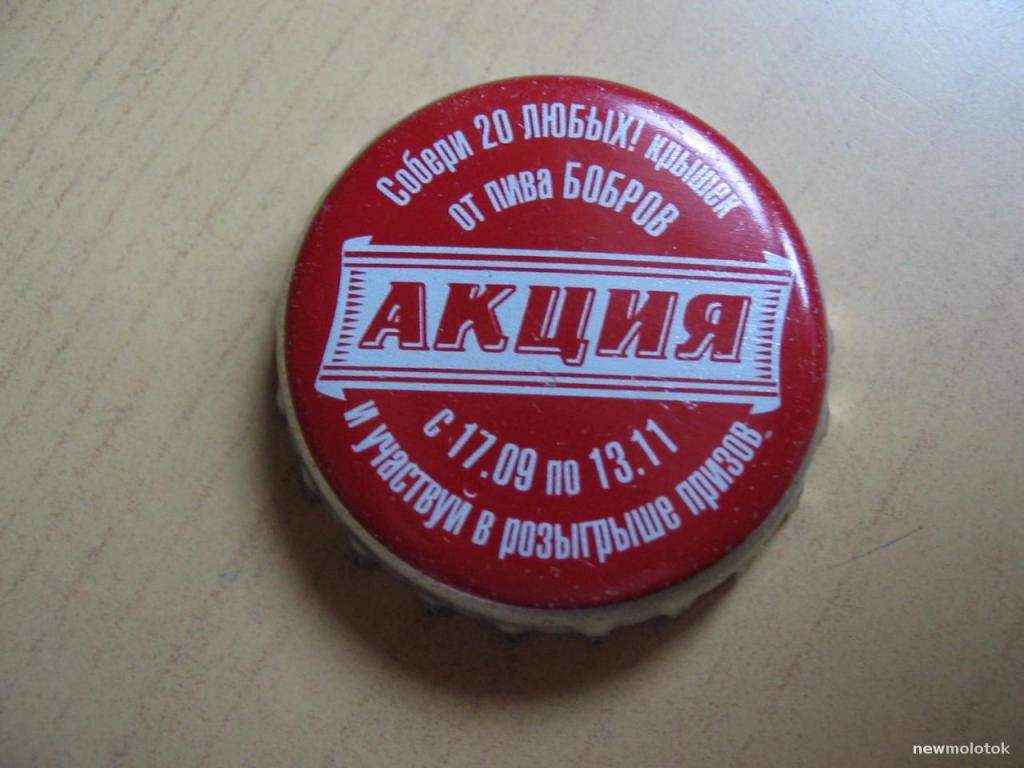 Собери 20 ЛЮБЫХ! крышек
от пива БОБРОВ
АКЦИЯ
с 17.09 по 13.11
и участвуй в розыгрыше призов
newmolotok